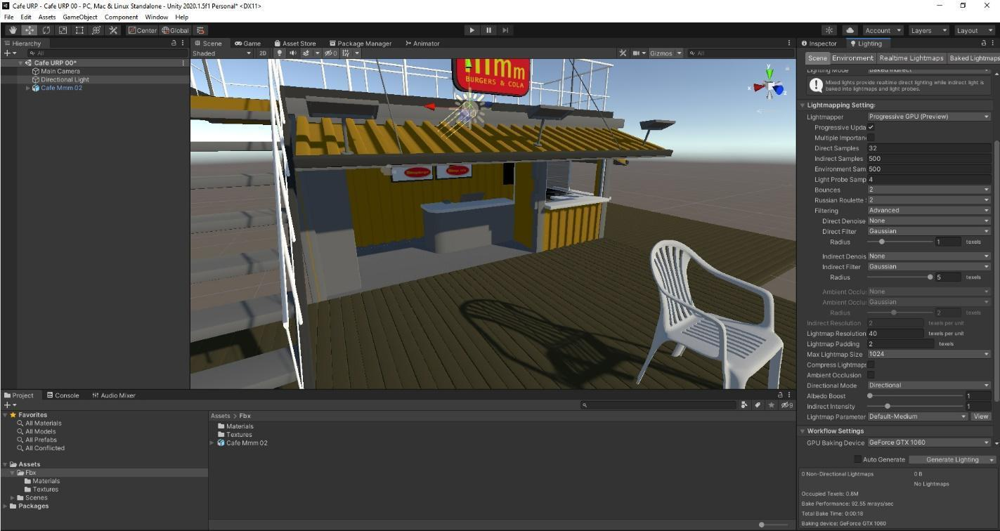 Cafe URP - Cafe URP 00 - PC, Mac & Linux Standalone - Unity 2020.1.5f1 Personal* <DX11>
File Edit Assets GameObject Component Window Help
Center Global Account Layers Layout
Hierarchy
All
Cafe URP 00*
Main Camera
Directional Light
Cafe Mmm 02
Scene Game Asset Store Package Manager Animator
Shaded 2D 0 Gizmos All
mmm
BURGERS & COLA
y
x
z
Inspector Lighting
Scene Environment Realtime Lightmaps Baked Lightmaps
Lighting Mode Baked Indirect
Mixed lights provide realtime direct lighting while indirect light is
baked into lightmaps and light probes.
Lightmapping Settings
Lightmapper Progressive GPU (Preview)
Progressive Upda
Multiple Importanc
Direct Samples 32
Indirect Samples 500
Environment Sam 500
Light Probe Samp 4
Bounces 2
Russian Roulette S 2
Filtering Advanced
Direct Denoise None
Direct Filter Gaussian
Radius 1 texels
Indirect Denois None
Indirect Filter Gaussian
Radius 5 texels
Ambient Occlu None
Ambient Occlu Gaussian
Radius 2 texels
Indirect Resolution 2 texels per unit
Lightmap Resolution 40 texels per unit
Lightmap Padding 2 texels
Max Lightmap Size 1024
Compress Lightmaps
Ambient Occlusion
Directional Mode Directional
Albedo Boost 1
Indirect Intensity 1
Lightmap Parameter Default-Medium View
Workflow Settings
GPU Baking Device GeForce GTX 1060
Auto Generate Generate Lighting
0 Non-Directional Lightmaps 0 B
No Lightmaps
Occupied Texels: 0.8M
Bake Performance: 92.55 mrays/sec
Total Bake Time: 0:00:18
Baking device: GeForce GTX 1060
Project Console Audio Mixer
9
Favorites
All Materials
All Models
All Prefabs
All Conflicted
Assets
Fbx
Materials
Textures
Scenes
Packages
Assets > Fbx
Materials
Textures
Cafe Mmm 02